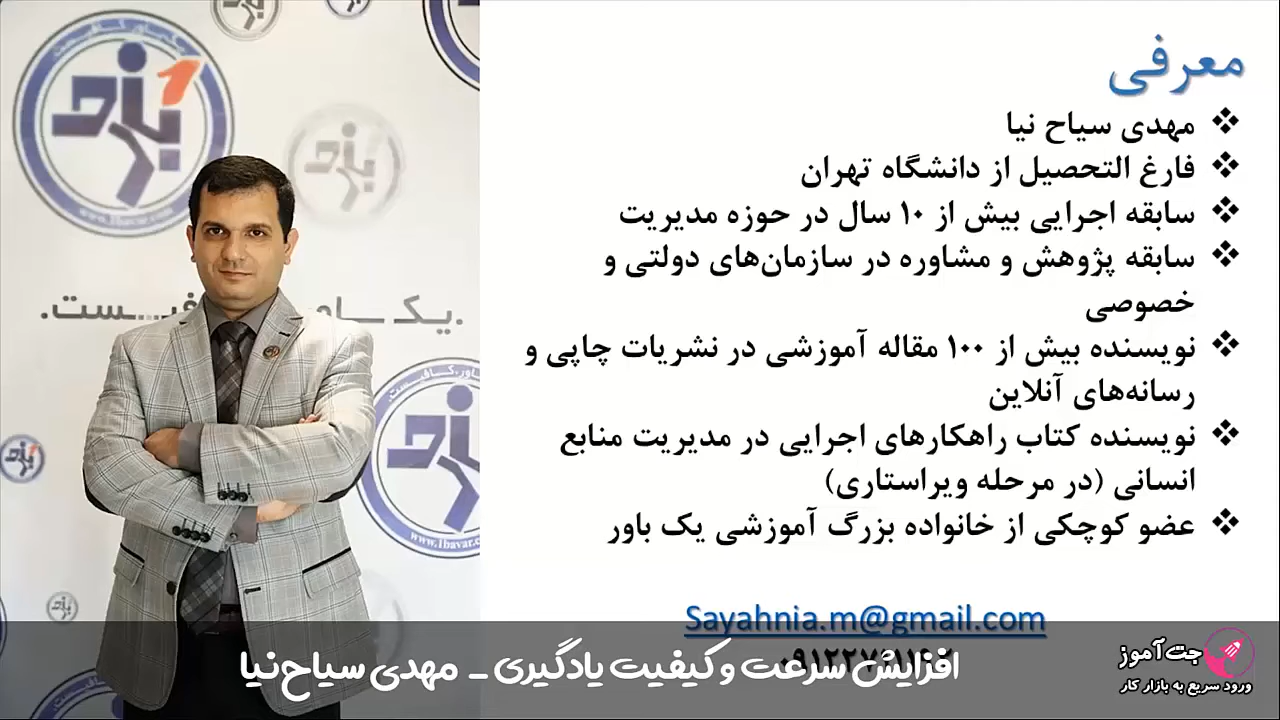 معرفی
❖ مهدی سیاح نیا
❖ فارغ التحصیل از دانشگاه تهران
❖ سابقه اجرایی بیش از ۱۰ سال در حوزه مدیریت
❖ سابقه پژوهش و مشاوره در سازمان‌های دولتی و
خصوصی
❖ نویسنده بیش از ۱۰۰ مقاله آموزشی در نشریات چاپی و
رسانه‌های آنلاین
❖ نویسنده کتاب راهکارهای اجرایی در مدیریت منابع
انسانی (در مرحله ویراستاری)
❖ عضو کوچکی از خانواده بزرگ آموزشی یک باور
Sayahnia.m@gmail.com
افزایش سرعت و کیفیت یادگیری - مهدی سیاح‌نیا
جت‌آموز
ورود سریع به بازار کار
www.1bavar.com